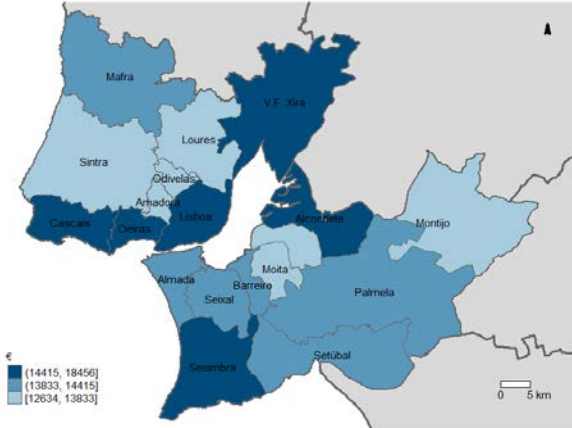 Mafra
V.F. Xira
Loures
Sintra
Odivelas
Amadora
Cascais
Oeiras
Lisboa
Alcochete
Montijo
Moita
Almada
Barreiro
Seixal
Palmela
Setúbal
Sesimbra
€
(14415, 18456]
(13833, 14415]
[12634, 13833]
0 5 km